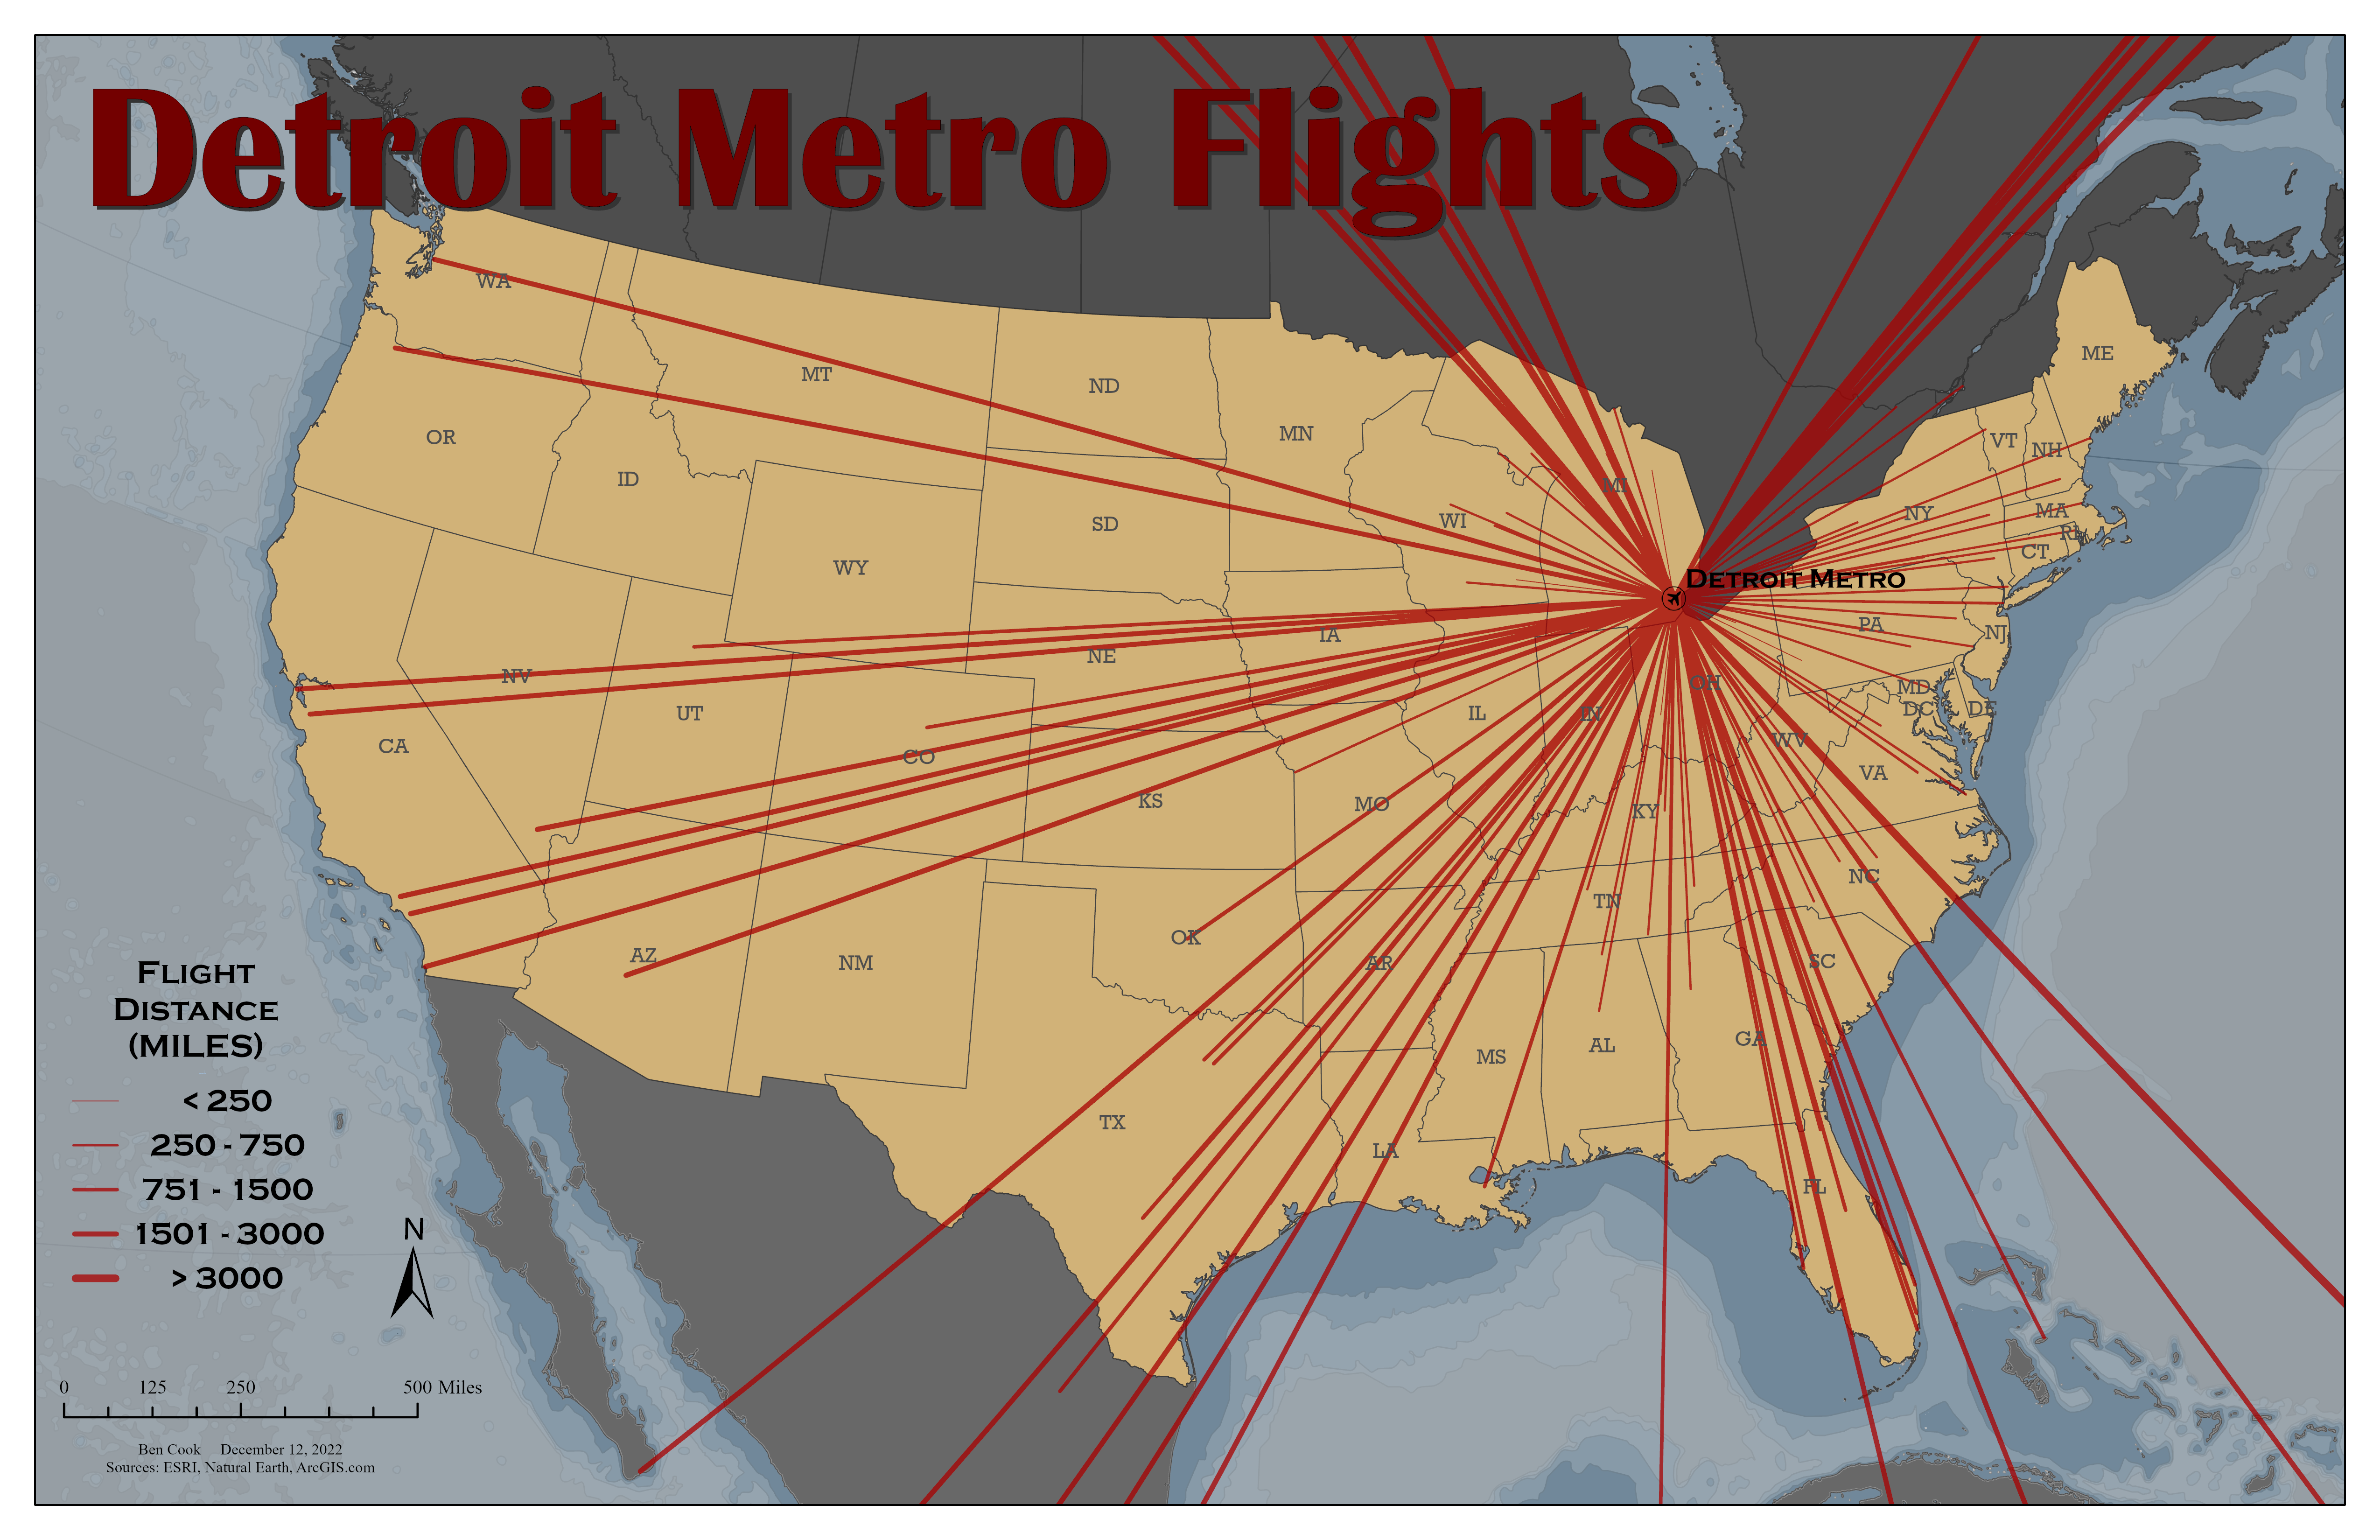 Detroit Metro Flights
WA
MT
ND
ME
OR
MN
VT
NH
ID
MI
WI
NY
MA
SD
RI
CT
WY
Detroit Metro
IA
PA
NJ
NE
NV
OH
MD
UT
IL
IN
DC
DE
CA
CO
WV
VA
KS
MO
KY
NC
TN
OK
AZ
NM
AR
SC
GA
AL
MS
TX
LA
FL
Flight
Distance
(MILES)
< 250
250 - 750
751 - 1500
1501 - 3000
> 3000
N
0 125 250 500 Miles
Ben Cook December 12, 2022
Sources: ESRI, Natural Earth, ArcGIS.com